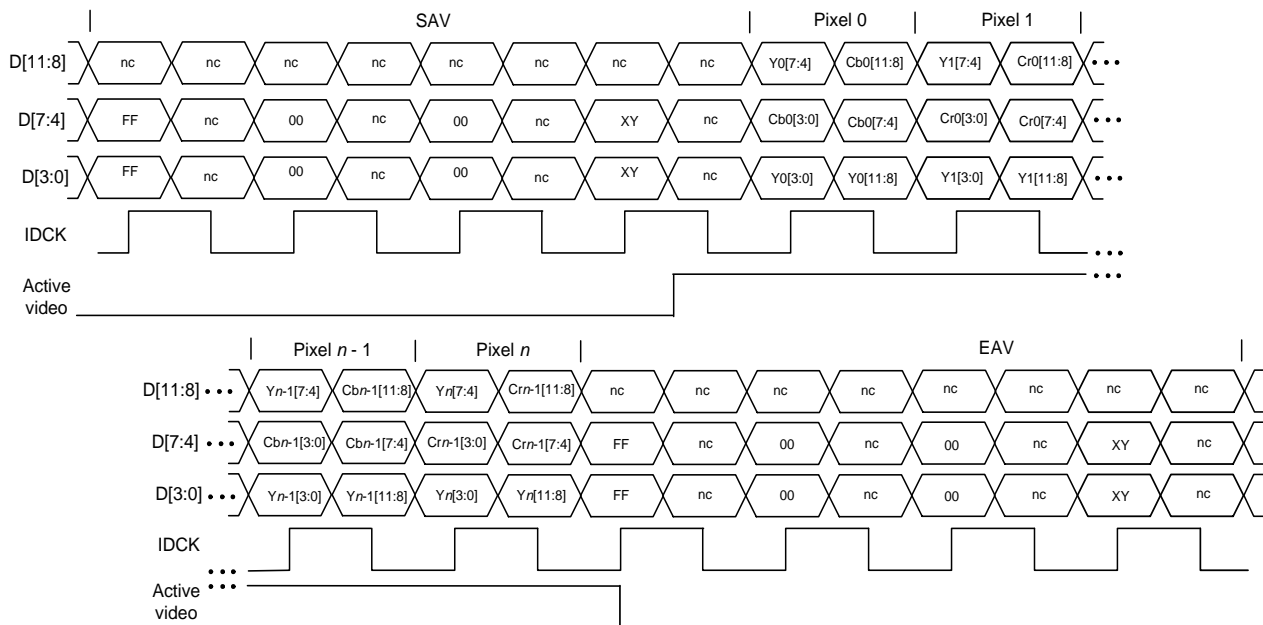 SAV Pixel 0 Pixel 1
D[11:8] nc nc nc nc nc nc nc nc Y0[7:4] Cb0[11:8] Y1[7:4] Cr0[11:8] •••
D[7:4] FF nc 00 nc 00 nc XY nc Cb0[3:0] Cb0[7:4] Cr0[3:0] Cr0[7:4] •••
D[3:0] FF nc 00 nc 00 nc XY nc Y0[3:0] Y0[11:8] Y1[3:0] Y1[11:8] •••
IDCK •••
Active •••
video
Pixel n - 1 Pixel n EAV
D[11:8] ••• Yn-1[7:4] Cbn-1[11:8] Yn[7:4] Crn-1[11:8] nc nc nc nc nc nc nc nc
D[7:4] ••• Cbn-1[3:0] Cbn-1[7:4] Crn-1[3:0] Crn-1[7:4] FF nc 00 nc 00 nc XY nc
D[3:0] ••• Yn-1[3:0] Yn-1[11:8] Yn[3:0] Yn[11:8] FF nc 00 nc 00 nc XY nc
IDCK •••
Active •••
video